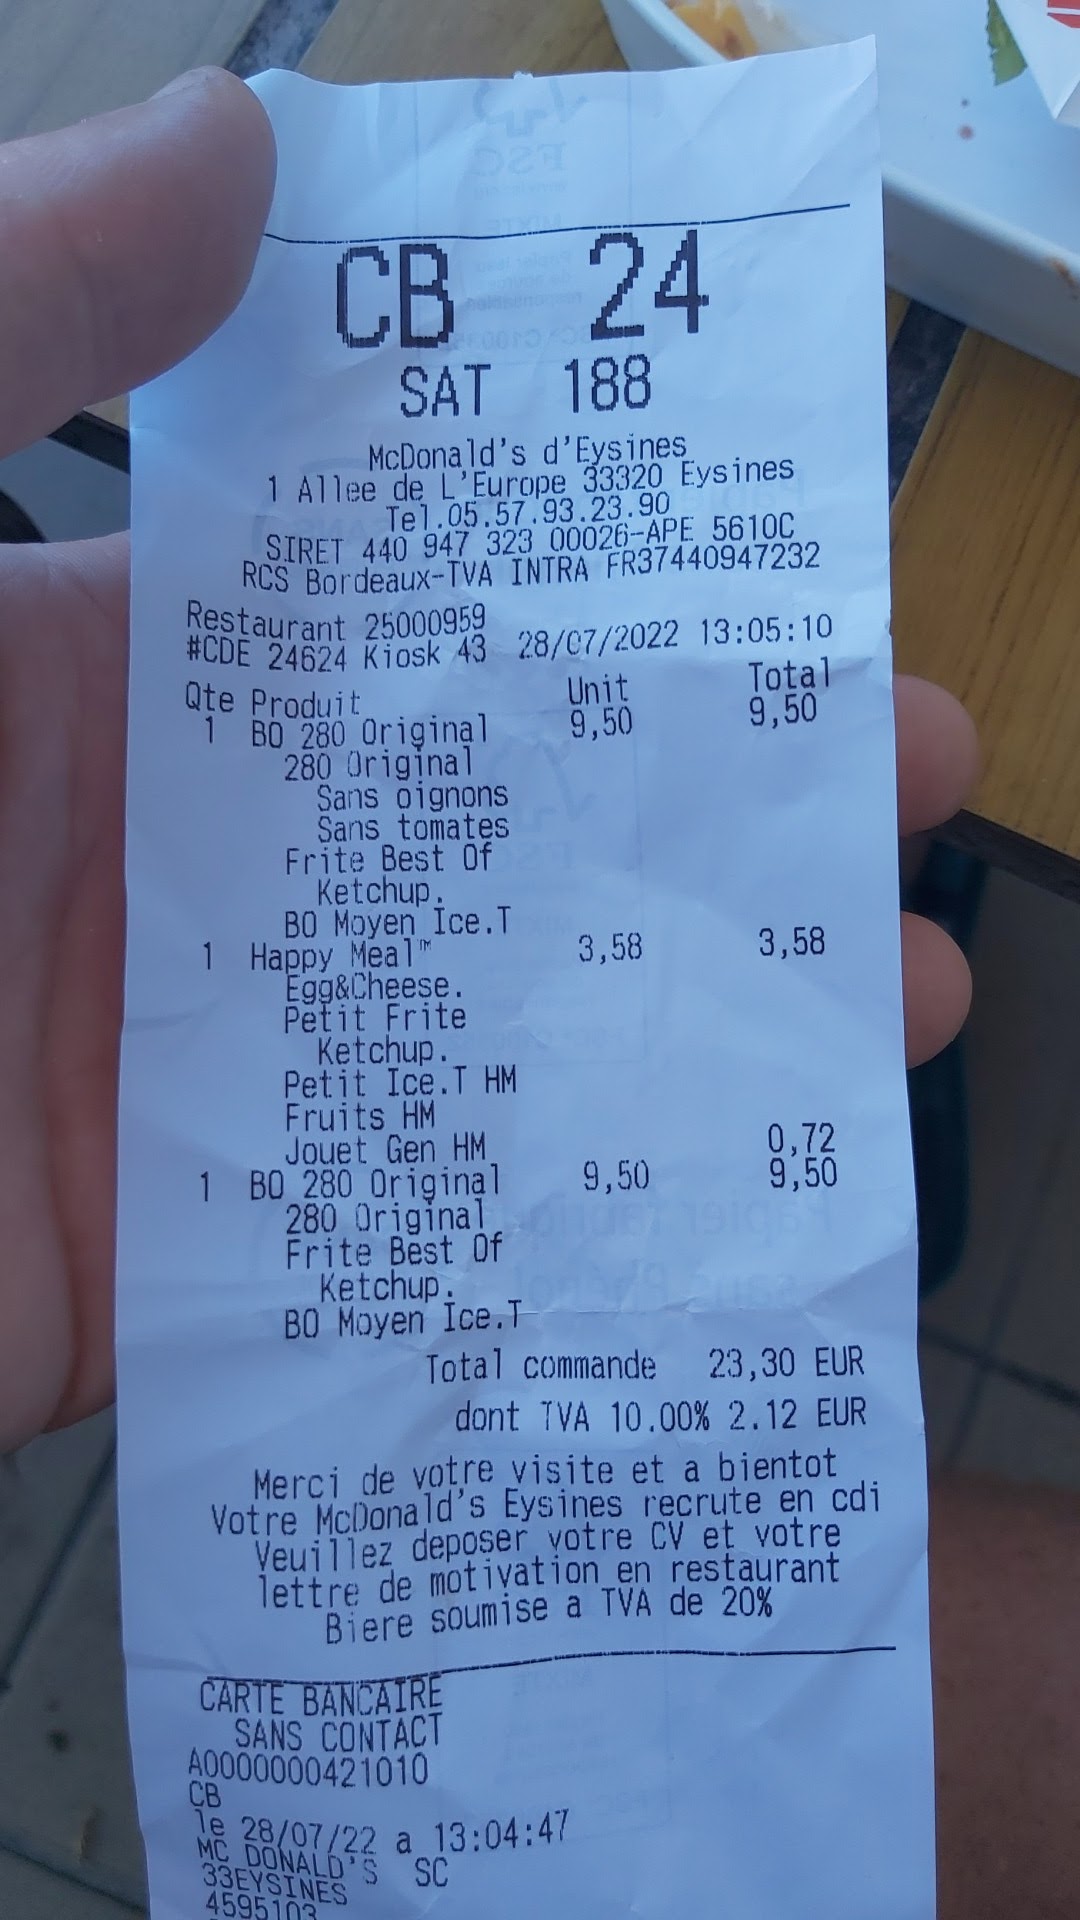 CB 24
SAT 188
McDonald's d'Eysines
1 Allee de L'Europe 33320 Eysines
Tel.05.57.93.23.90
SIRET 440 947 323 00026-APE 5610C
RCS Bordeaux-TVA INTRA FR37440947232
Restaurant 25000959
#CDE 24624 Kiosk 43 28/07/2022 13:05:10
Qte Produit Unit Total
1 BO 280 Original 9,50 9,50
280 Original
Sans oignons
Sans tomates
Frite Best Of
Ketchup.
BO Moyen Ice.T
1 Happy Meal™ 3,58 3,58
Egg&Cheese.
Petit Frite
Ketchup.
Petit Ice.T HM
Fruits HM
Jouet Gen HM 0,72
1 BO 280 Original 9,50 9,50
280 Original
Frite Best Of
Ketchup.
BO Moyen Ice.T
Total commande 23,30 EUR
dont TVA 10.00% 2.12 EUR
Merci de votre visite et a bientot
Votre McDonald's Eysines recrute en cdi
Veuillez deposer votre CV et votre
lettre de motivation en restaurant
Biere soumise a TVA de 20%
CARTE BANCAIRE
SANS CONTACT
A0000000421010
CB
le 28/07/22 a 13:04:47
MC DONALD'S SC
33EYSINES
4595103